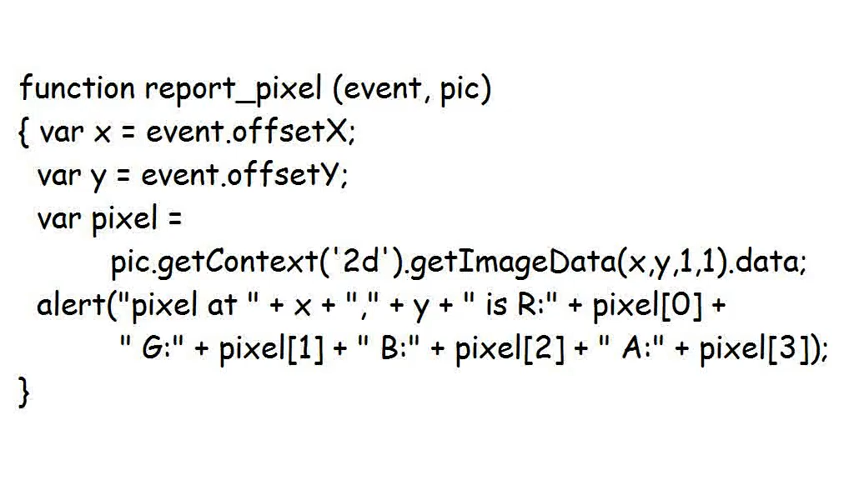 function report_pixel (event, pic)
{ var x = event.offsetX;
var y = event.offsetY;
var pixel =
pic.getContext('2d').getImageData(x,y,1,1).data;
alert("pixel at " + x + "," + y + " is R:" + pixel[0] +
" G:" + pixel[1] + " B:" + pixel[2] + " A:" + pixel[3]);
}